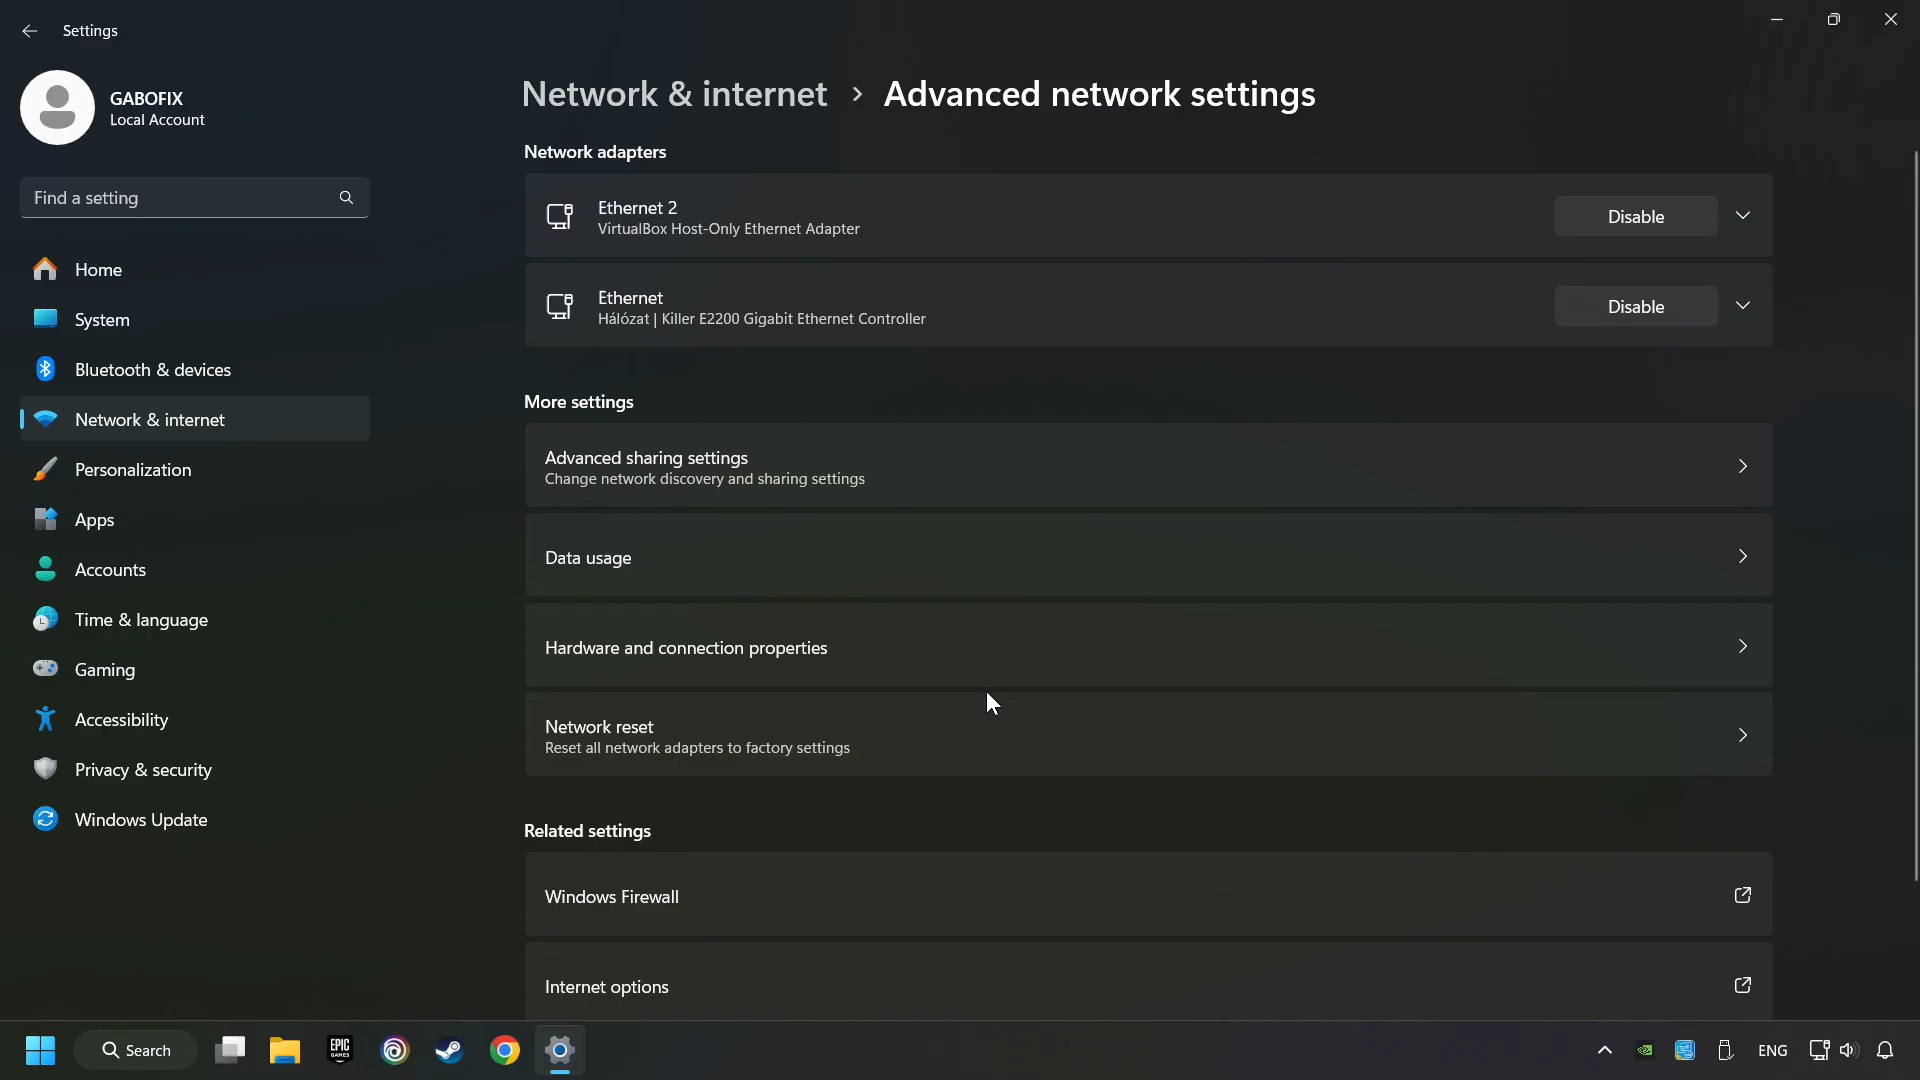 Settings
GABOFIX
Local Account
Find a setting
Home
System
Bluetooth & devices
Network & internet
Personalization
Apps
Accounts
Time & language
Gaming
Accessibility
Privacy & security
Windows Update
Network & internet > Advanced network settings
Network adapters
Ethernet 2
VirtualBox Host-Only Ethernet Adapter
Disable
Ethernet
Hálózat | Killer E2200 Gigabit Ethernet Controller
Disable
More settings
Advanced sharing settings
Change network discovery and sharing settings
Data usage
Hardware and connection properties
Network reset
Reset all network adapters to factory settings
Related settings
Windows Firewall
Internet options
Search
EPIC
GAMES
ENG